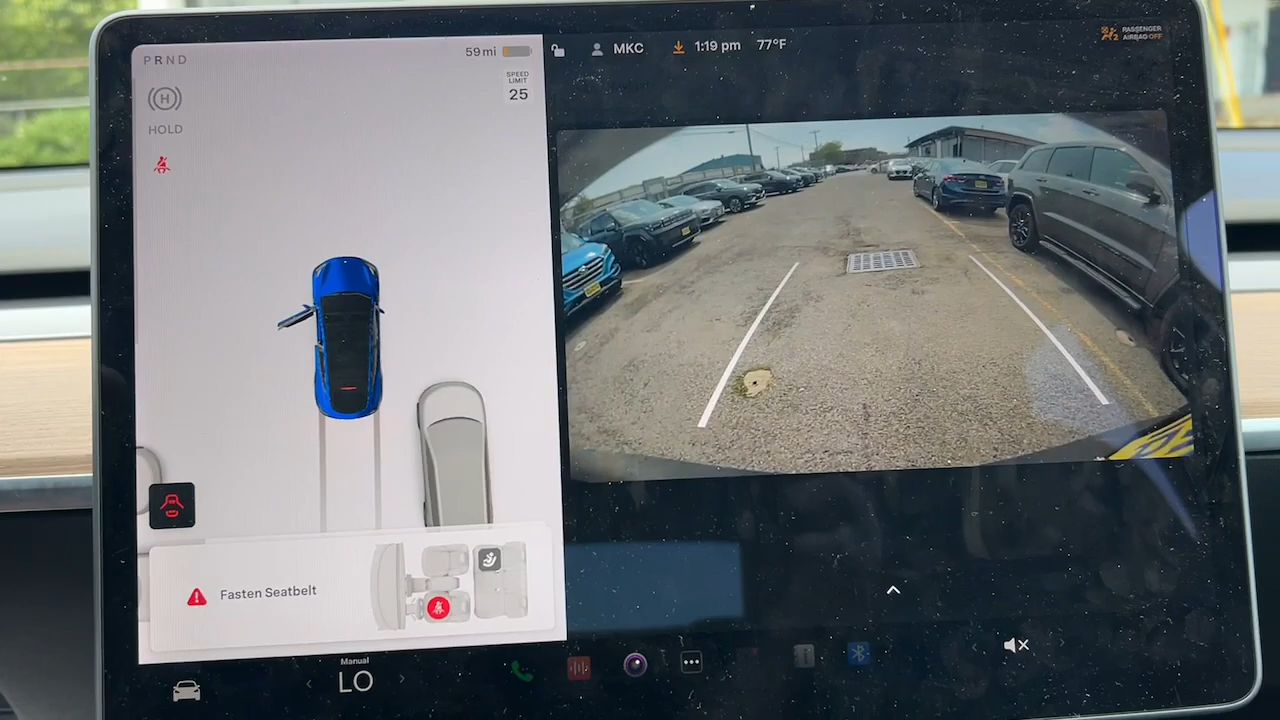 PRND
59 mi
SPEED
LIMIT
25
H
HOLD
MKC
1:19 pm
77°F
PASSENGER
AIRBAG OFF
2
Fasten Seatbelt
Manual
LO